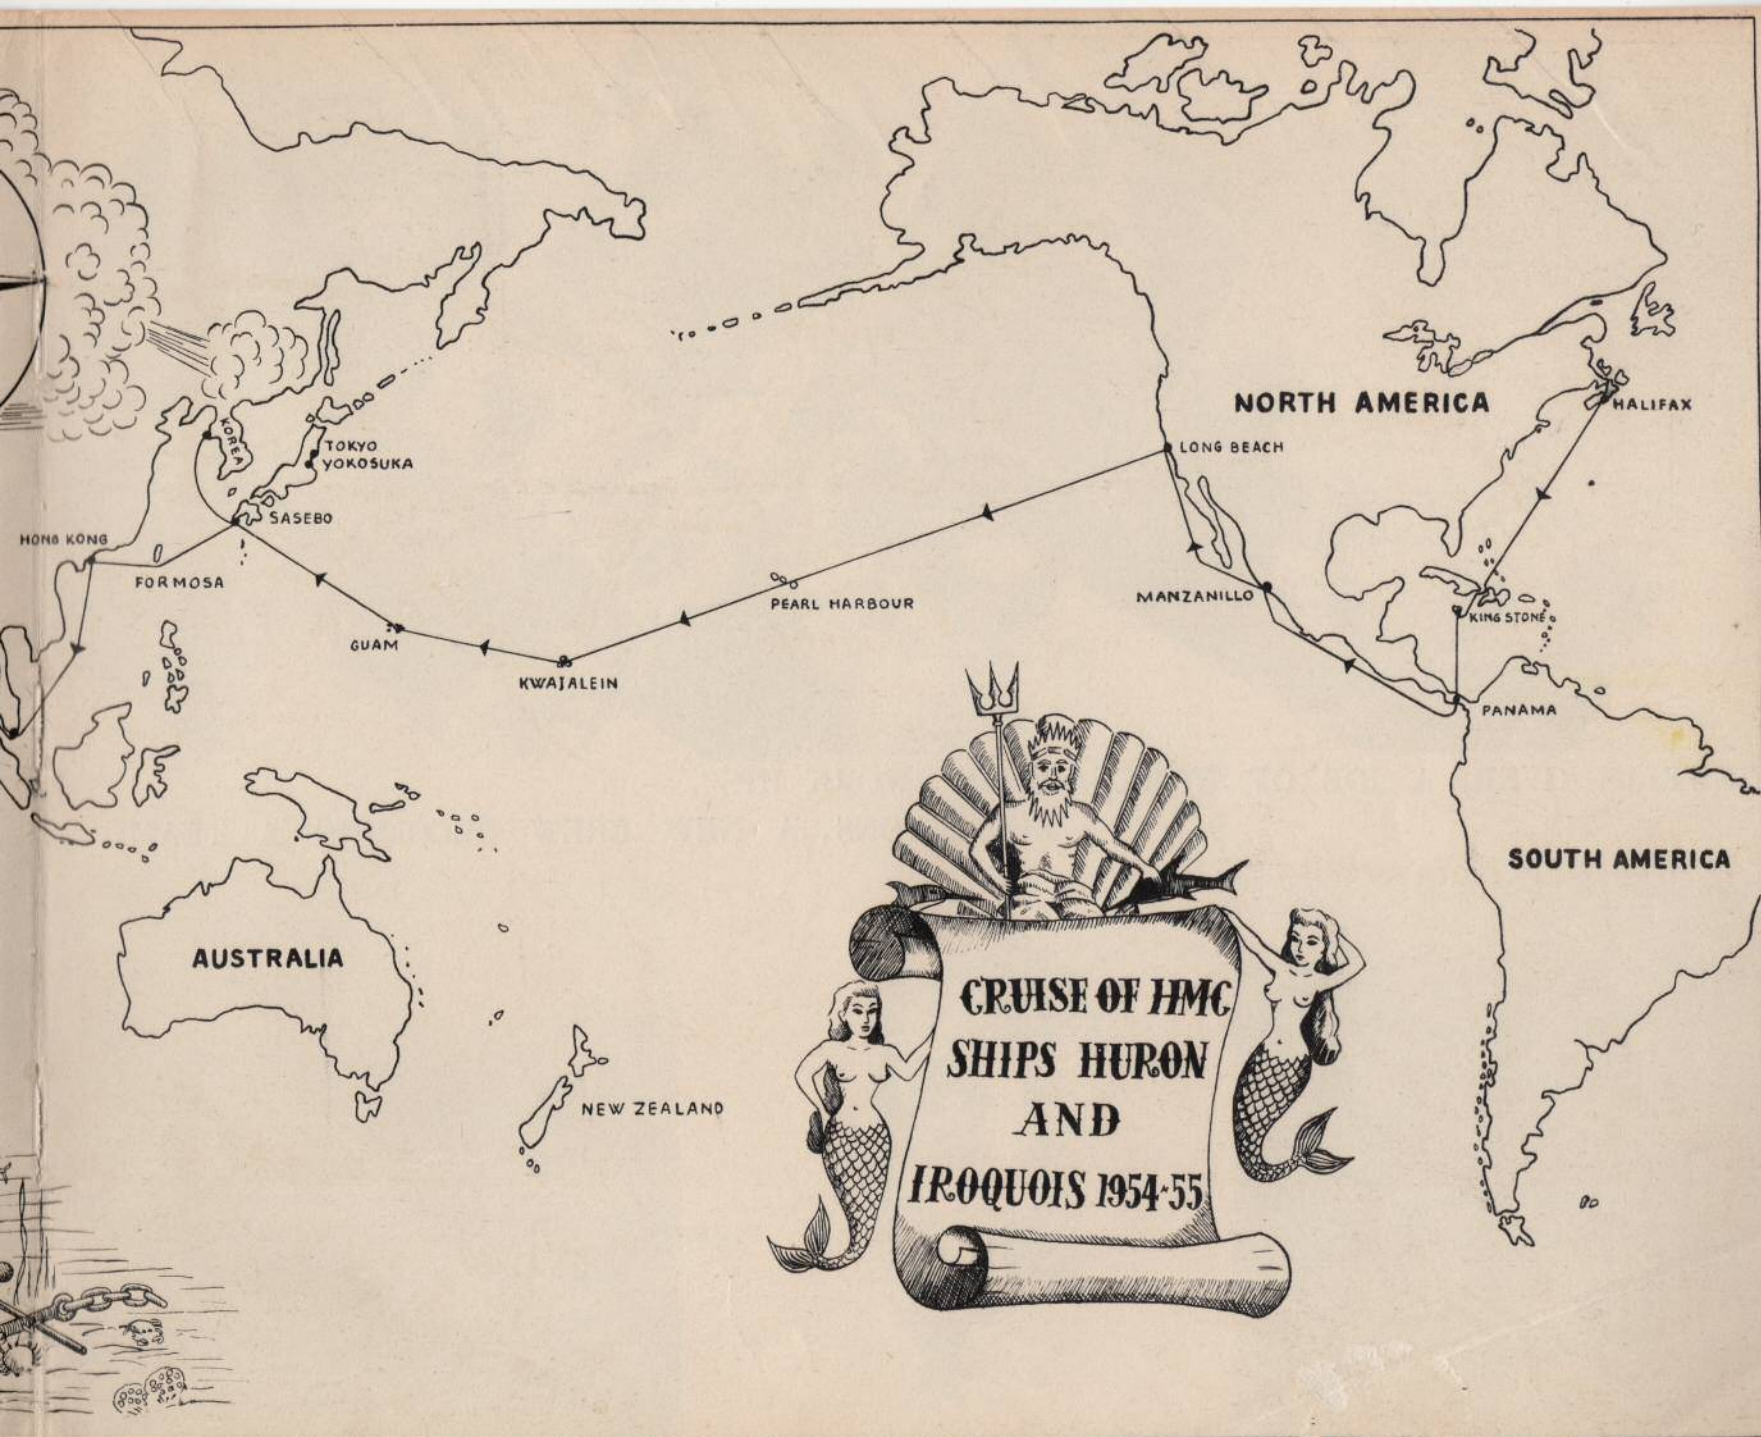 NORTH AMERICA
HALIFAX
KOREA
TOKYO
YOKOSUKA
LONG BEACH
SASEBO
HONG KONG
FORMOSA
MANZANILLO
PEARL HARBOUR
KING STONE
GUAM
KWAJALEIN
PANAMA
SOUTH AMERICA
AUSTRALIA
NEW ZEALAND
CRUISE OF HMC
SHIPS HURON
AND
IROQUOIS 1954-55